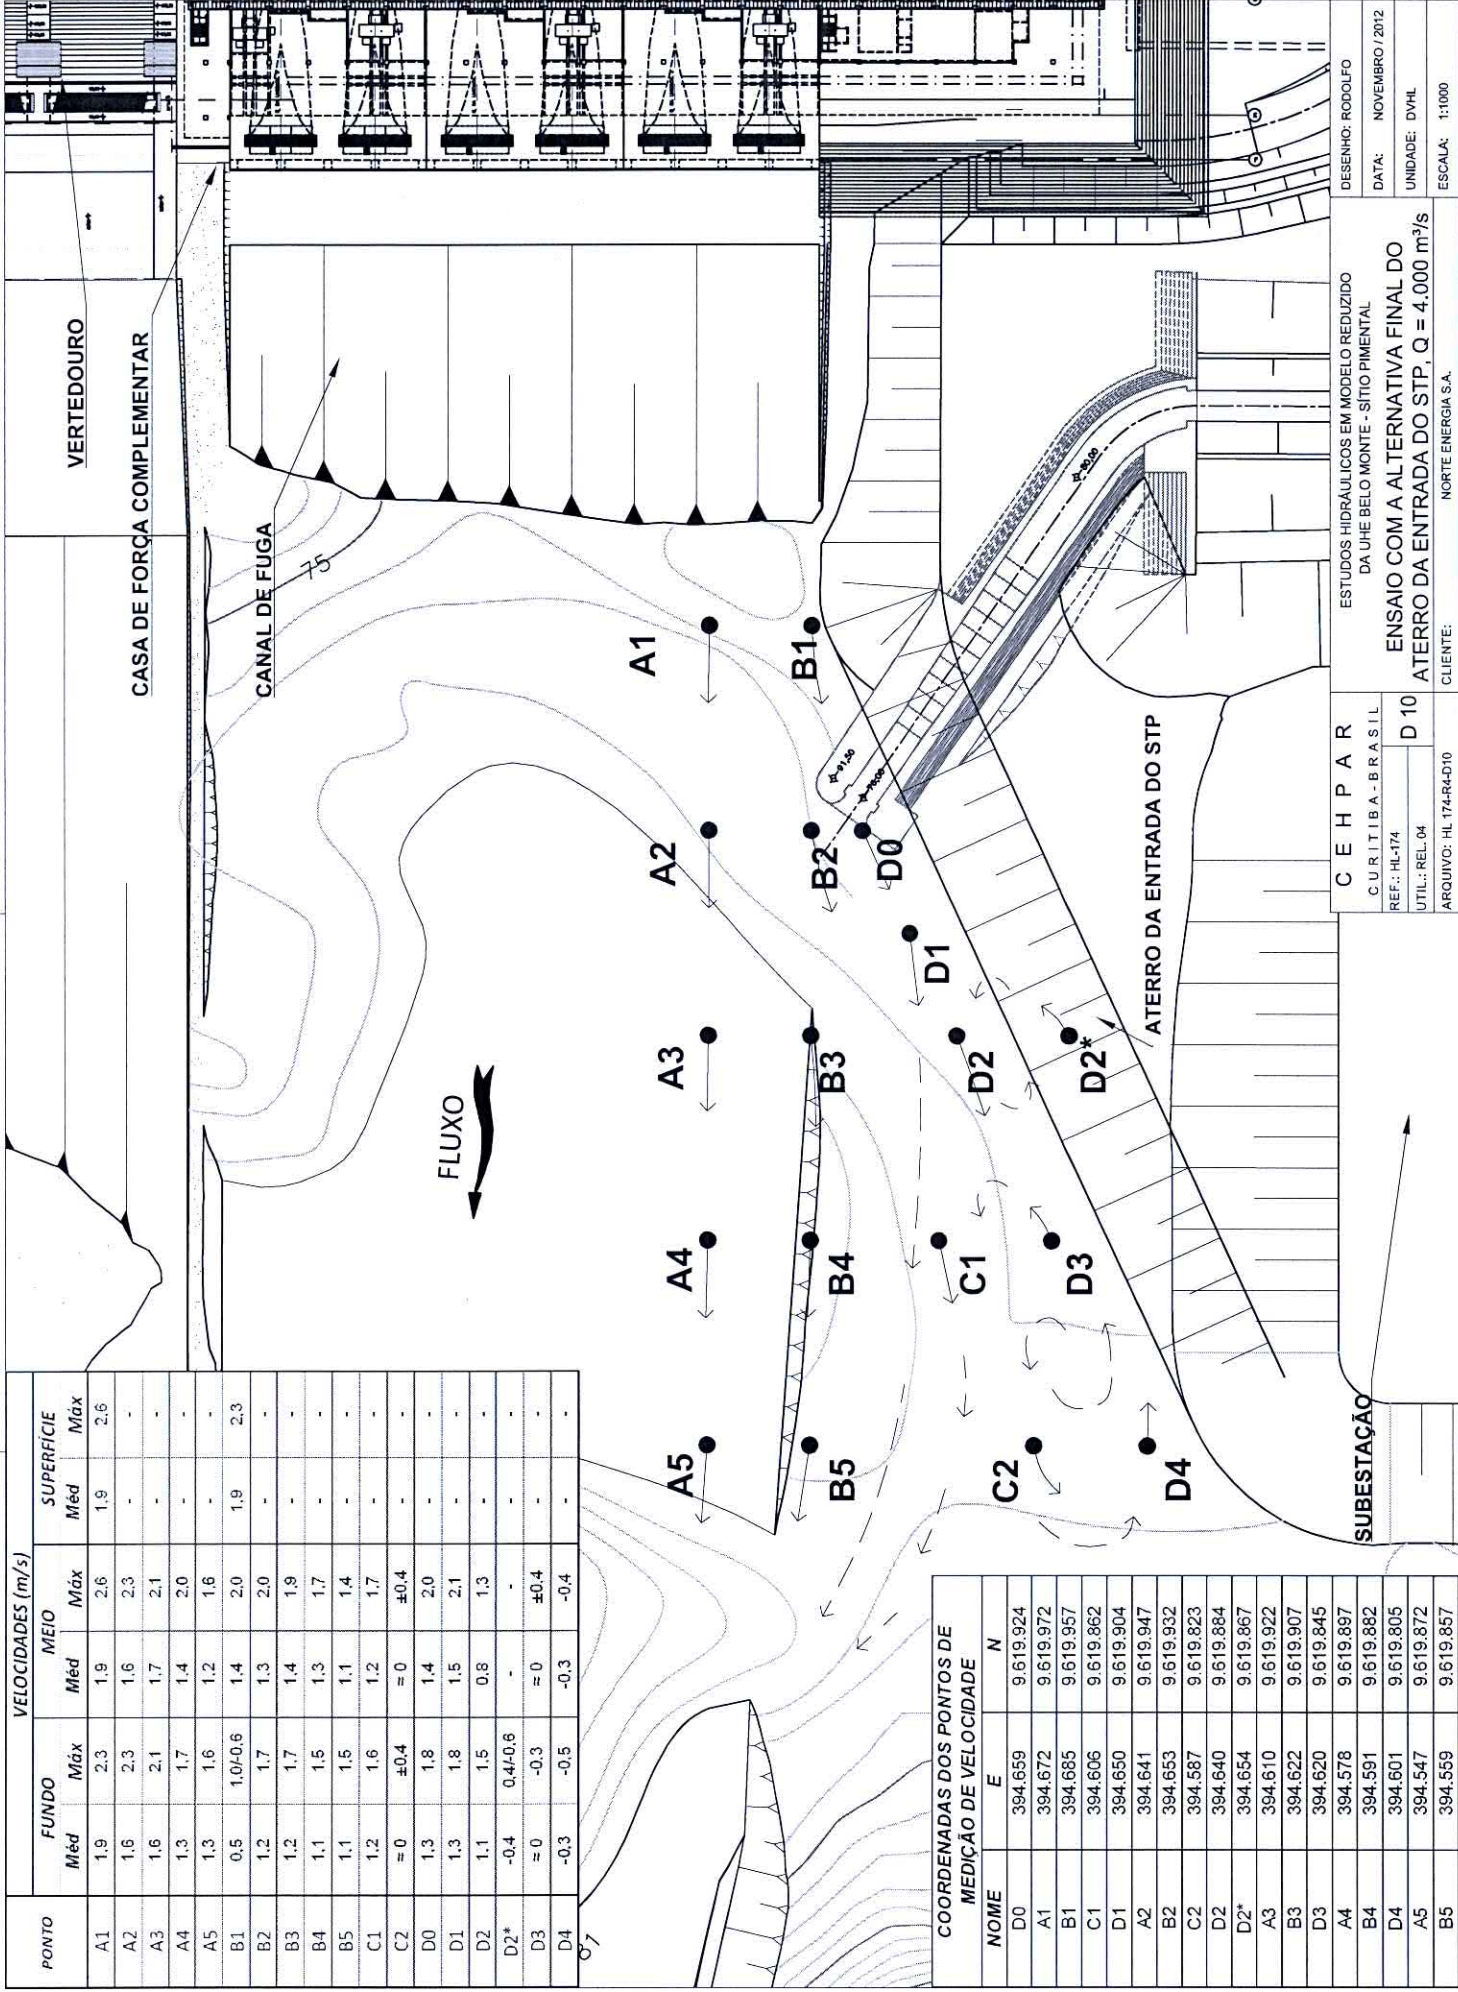 VELOCIDADES (m/s)
PONTO FUNDO MEIO SUPERFÍCIE
Méd Máx Méd Máx Méd Máx
A1 1,9 2,3 1,9 2,6 1,9 2,6
A2 1,6 2,3 1,6 2,3 - -
A3 1,6 2,1 1,7 2,1 - -
A4 1,3 1,7 1,4 2,0 - -
A5 1,3 1,6 1,2 1,6 - -
B1 0,5 1,0/-0,6 1,4 2,0 1,9 2,3
B2 1,2 1,7 1,3 2,0 - -
B3 1,2 1,7 1,4 1,9 - -
B4 1,1 1,5 1,3 1,7 - -
B5 1,1 1,5 1,1 1,4 - -
C1 1,2 1,6 1,2 1,7 - -
C2 ≈ 0 ±0,4 ≈ 0 ±0,4 - -
D0 1,3 1,8 1,4 2,0 - -
D1 1,3 1,8 1,5 2,1 - -
D2 1,1 1,5 0,8 1,3 - -
D2* -0,4 0,4/-0,6 - - - -
D3 ≈ 0 -0,3 ≈ 0 ±0,4 - -
D4 -0,3 -0,5 -0,3 -0,4 - -
VERTEDOURO
CASA DE FORÇA COMPLEMENTAR
CANAL DE FUGA
75
FLUXO
A5
A4
A3
A2
A1
B5
B4
B3
B2
B1
D0
D1
D2
D2*
C1
D3
C2
D4
ATERRO DA ENTRADA DO STP
SUBESTAÇÃO
COORDENADAS DOS PONTOS DE
MEDIÇÃO DE VELOCIDADE
NOME E N
D0 394.659 9.619.924
A1 394.672 9.619.972
B1 394.685 9.619.957
C1 394.606 9.619.862
D1 394.650 9.619.904
A2 394.641 9.619.947
B2 394.653 9.619.932
C2 394.587 9.619.823
D2 394.640 9.619.884
D2* 394.654 9.619.867
A3 394.610 9.619.922
B3 394.622 9.619.907
D3 394.620 9.619.845
A4 394.578 9.619.897
B4 394.591 9.619.882
D4 394.601 9.619.805
A5 394.547 9.619.872
B5 394.559 9.619.857
CEHPAR
CURITIBA - BRASIL
REF.: HL-174
UTIL.: REL.04
D 10
ARQUIVO: HL 174-R4-D10
ESTUDOS HIDRÁULICOS EM MODELO REDUZIDO
DA UHE BELO MONTE - SÍTIO PIMENTAL
ENSAIO COM A ALTERNATIVA FINAL DO
ATERRO DA ENTRADA DO STP, Q = 4.000 m³/s
CLIENTE: NORTE ENERGIA S.A.
DESENHO: RODOLFO
DATA: NOVEMBRO / 2012
UNIDADE: DVHL
ESCALA: 1:1000